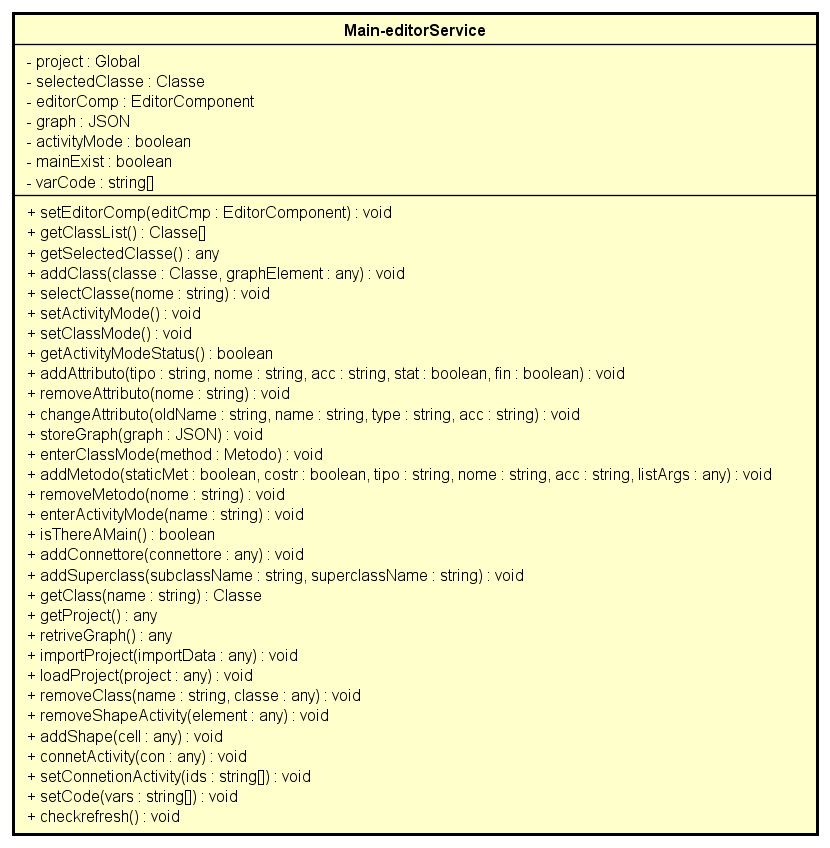 Main-editorService
- project : Global
- selectedClasse : Classe
- editorComp : EditorComponent
- graph : JSON
- activityMode : boolean
- mainExist : boolean
- varCode : string[]
+ setEditorComp(editCmp : EditorComponent) : void
+ getClassList() : Classe[]
+ getSelectedClasse() : any
+ addClass(classe : Classe, graphElement : any) : void
+ selectClasse(nome : string) : void
+ setActivityMode() : void
+ setClassMode() : void
+ getActivityModeStatus() : boolean
+ addAttributo(tipo : string, nome : string, acc : string, stat : boolean, fin : boolean) : void
+ removeAttributo(nome : string) : void
+ changeAttributo(oldName : string, name : string, type : string, acc : string) : void
+ storeGraph(graph : JSON) : void
+ enterClassMode(method : Metodo) : void
+ addMetodo(staticMet : boolean, costr : boolean, tipo : string, nome : string, acc : string, listArgs : any) : void
+ removeMetodo(nome : string) : void
+ enterActivityMode(name : string) : void
+ isThereAMain() : boolean
+ addConnettore(connettore : any) : void
+ addSuperclass(subclassName : string, superclassName : string) : void
+ getClass(name : string) : Classe
+ getProject() : any
+ retriveGraph() : any
+ importProject(importData : any) : void
+ loadProject(project : any) : void
+ removeClass(name : string, classe : any) : void
+ removeShapeActivity(element : any) : void
+ addShape(cell : any) : void
+ connetActivity(con : any) : void
+ setConnetionActivity(ids : string[]) : void
+ setCode(vars : string[]) : void
+ checkrefresh() : void